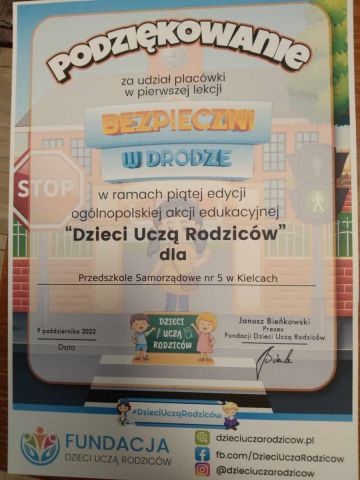 PODZIĘKOWANIE
za udział placówki
w pierwszej lekcji
BEZPIECZNI
W DRODZE
STOP
w ramach piątej edycji
ogólnopolskiej akcji edukacyjnej
"Dzieci Uczą Rodziców"
dla
Przedszkole Samorządowe nr 5 w Kielcach
9 października 2023
Data
DZIECI
UCZĄ
RODZICÓW
Janusz Bieńkowski
Prezes
Fundacji Dzieci Uczą Rodziców
#DzieciUcząRodziców
FUNDACJA
DZIECI UCZĄ RODZICÓW
dzieciuczarodzicow.pl
fb.com/DzieciUczaRodzicow
@dzieciuczarodzicow